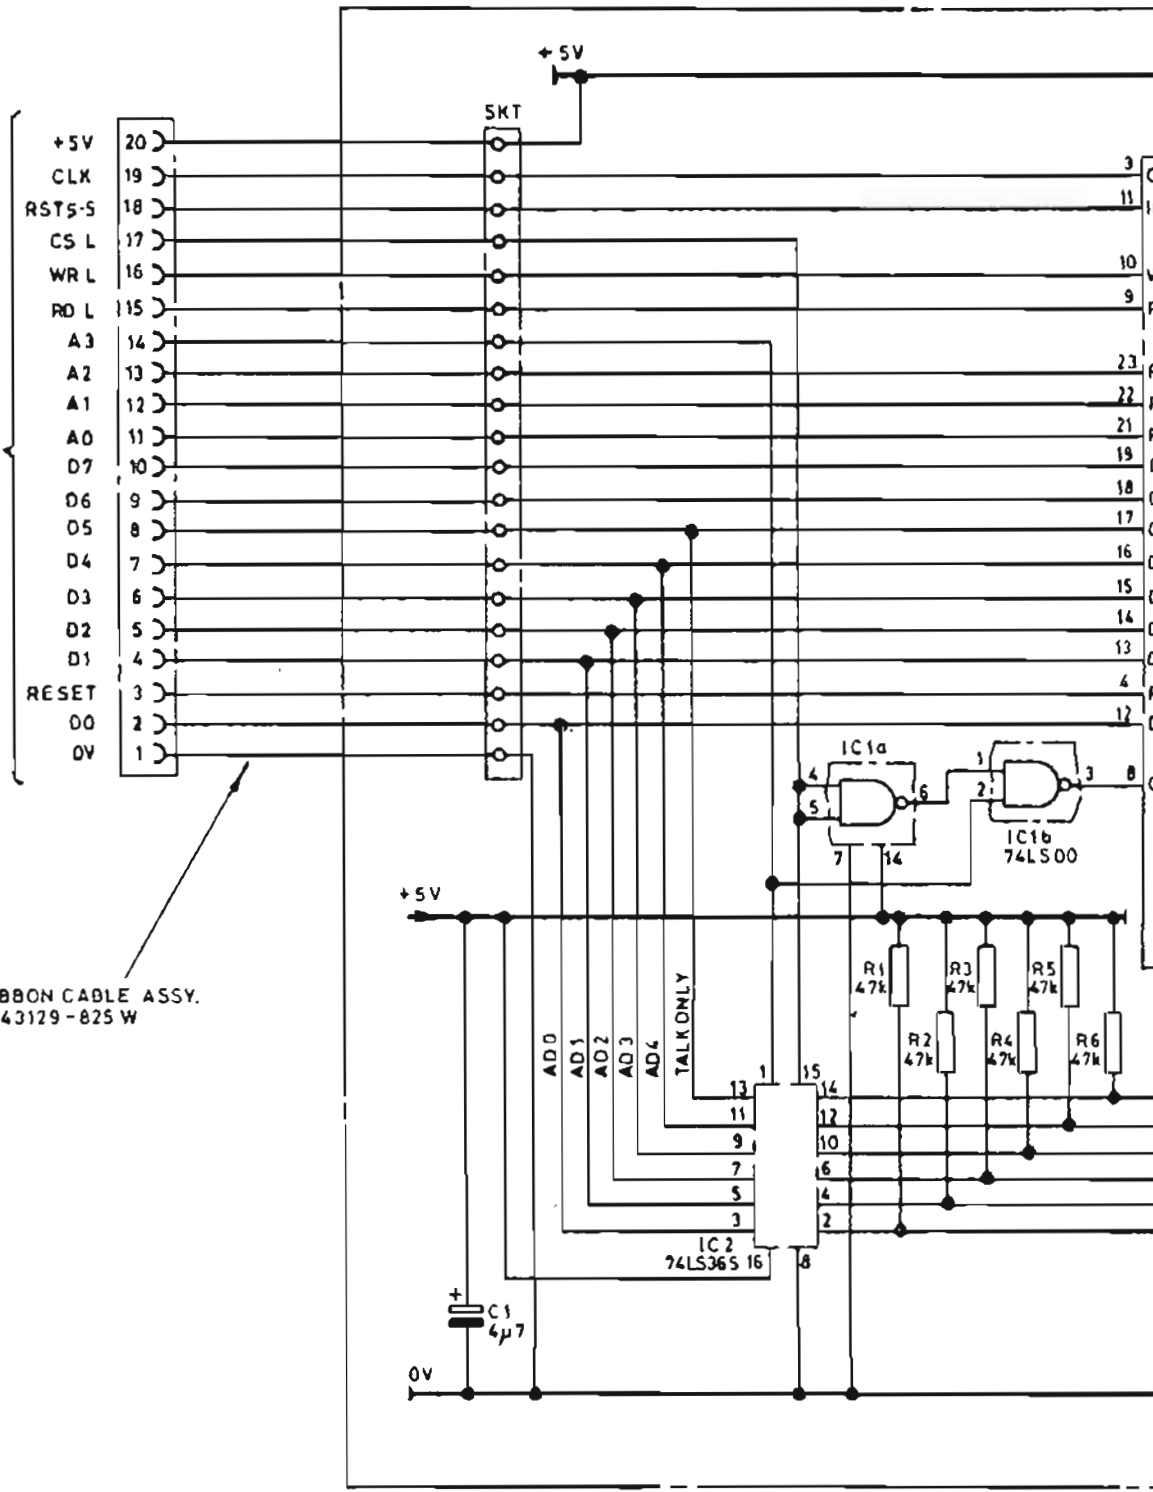 +5V
SKT
+5V 20
CLK 19 3
RST5-5 18 11
CS L 17
WR L 16 10
RD L 15 9
A3 14
A2 13 23
A1 12 22
A0 11 21
D7 10 19
D6 9 18
D5 8 17
D4 7 16
D3 6 15
D2 5 14
D1 4 13
RESET 3 4
D0 2 12
0V 1
IC1a
4 5 6 7 14
1 2 3 8
IC1b
74LS00
+5V
BBON CABLE ASSY.
43129-825 W
R1
47k
R3
47k
R5
47k
R2
47k
R4
47k
R6
47k
AD0
AD1
AD2
AD3
AD4
TALK ONLY
1 15
13 14
11 12
9 10
7 6
5 4
3 2
IC2
74LS365 16 8
+
C1
4µ7
0V